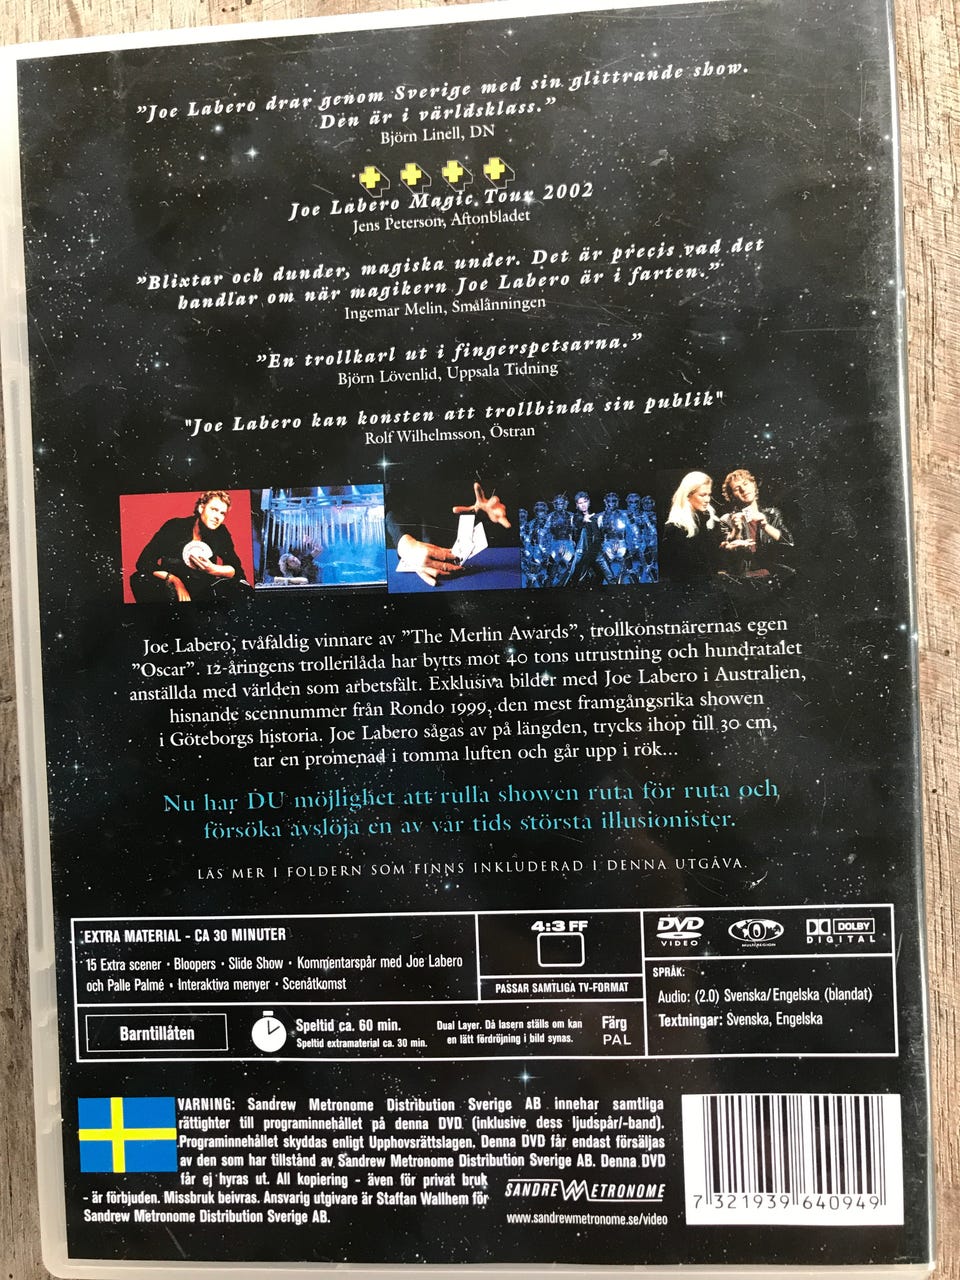 ”Joe Labero drar genom Sverige med sin glittrande show.
Den är i världsklass.”
Björn Linell, DN
Joe Labero Magic Tour 2002
Jens Peterson, Aftonbladet
”Blixtar och dunder, magiska under. Det är precis vad det
handlar om när magikern Joe Labero är i farten.”
Ingemar Melin, Smålänningen
”En trollkarl ut i fingerspetsarna.”
Björn Lövenlid, Uppsala Tidning
"Joe Labero kan konsten att trollbinda sin publik"
Rolf Wilhelmsson, Östran
Joe Labero, tvåfaldig vinnare av ”The Merlin Awards”, trollkonstnärernas egen
”Oscar”. 12-åringens trollerilåda har bytts mot 40 tons utrustning och hundratalet
anställda med världen som arbetsfält. Exklusiva bilder med Joe Labero i Australien,
hisnande scennummer från Rondo 1999, den mest framgångsrika showen
i Göteborgs historia. Joe Labero sågas av på längden, trycks ihop till 30 cm,
tar en promenad i tomma luften och går upp i rök...
Nu har DU möjlighet att rulla showen ruta för ruta och
försöka avslöja en av vår tids största illusionister.
LÄS MER I FOLDERN SOM FINNS INKLUDERAD I DENNA UTGÅVA.
EXTRA MATERIAL - CA 30 MINUTER
15 Extra scener • Bloopers • Slide Show • Kommentarspår med Joe Labero
och Palle Palmé • Interaktiva menyer • Scenåtkomst
4:3 FF
PASSAR SAMTLIGA TV-FORMAT
DVD
VIDEO
0
MULTIREGION
DOLBY
DIGITAL
SPRÅK:
Audio: (2.0) Svenska/Engelska (blandat)
Textningar: Svenska, Engelska
Barntillåten
Speltid ca. 60 min.
Speltid extramaterial ca. 30 min.
Dual Layer. Då lasern ställs om kan
en lätt fördröjning i bild synas.
Färg
PAL
VARNING: Sandrew Metronome Distribution Sverige AB innehar samtliga
rättigheter till programinnehållet på denna DVD (inklusive dess ljudspår/-band).
Programinnehållet skyddas enligt Upphovsrättslagen. Denna DVD får endast försäljas
av den som har tillstånd av Sandrew Metronome Distribution Sverige AB. Denna DVD
får ej hyras ut. All kopiering - även för privat bruk
- är förbjuden. Missbruk beivras. Ansvarig utgivare är Staffan Wallhem för
Sandrew Metronome Distribution Sverige AB.
SANDREW METRONOME
www.sandrewmetronome.se/video
7 321939 640949